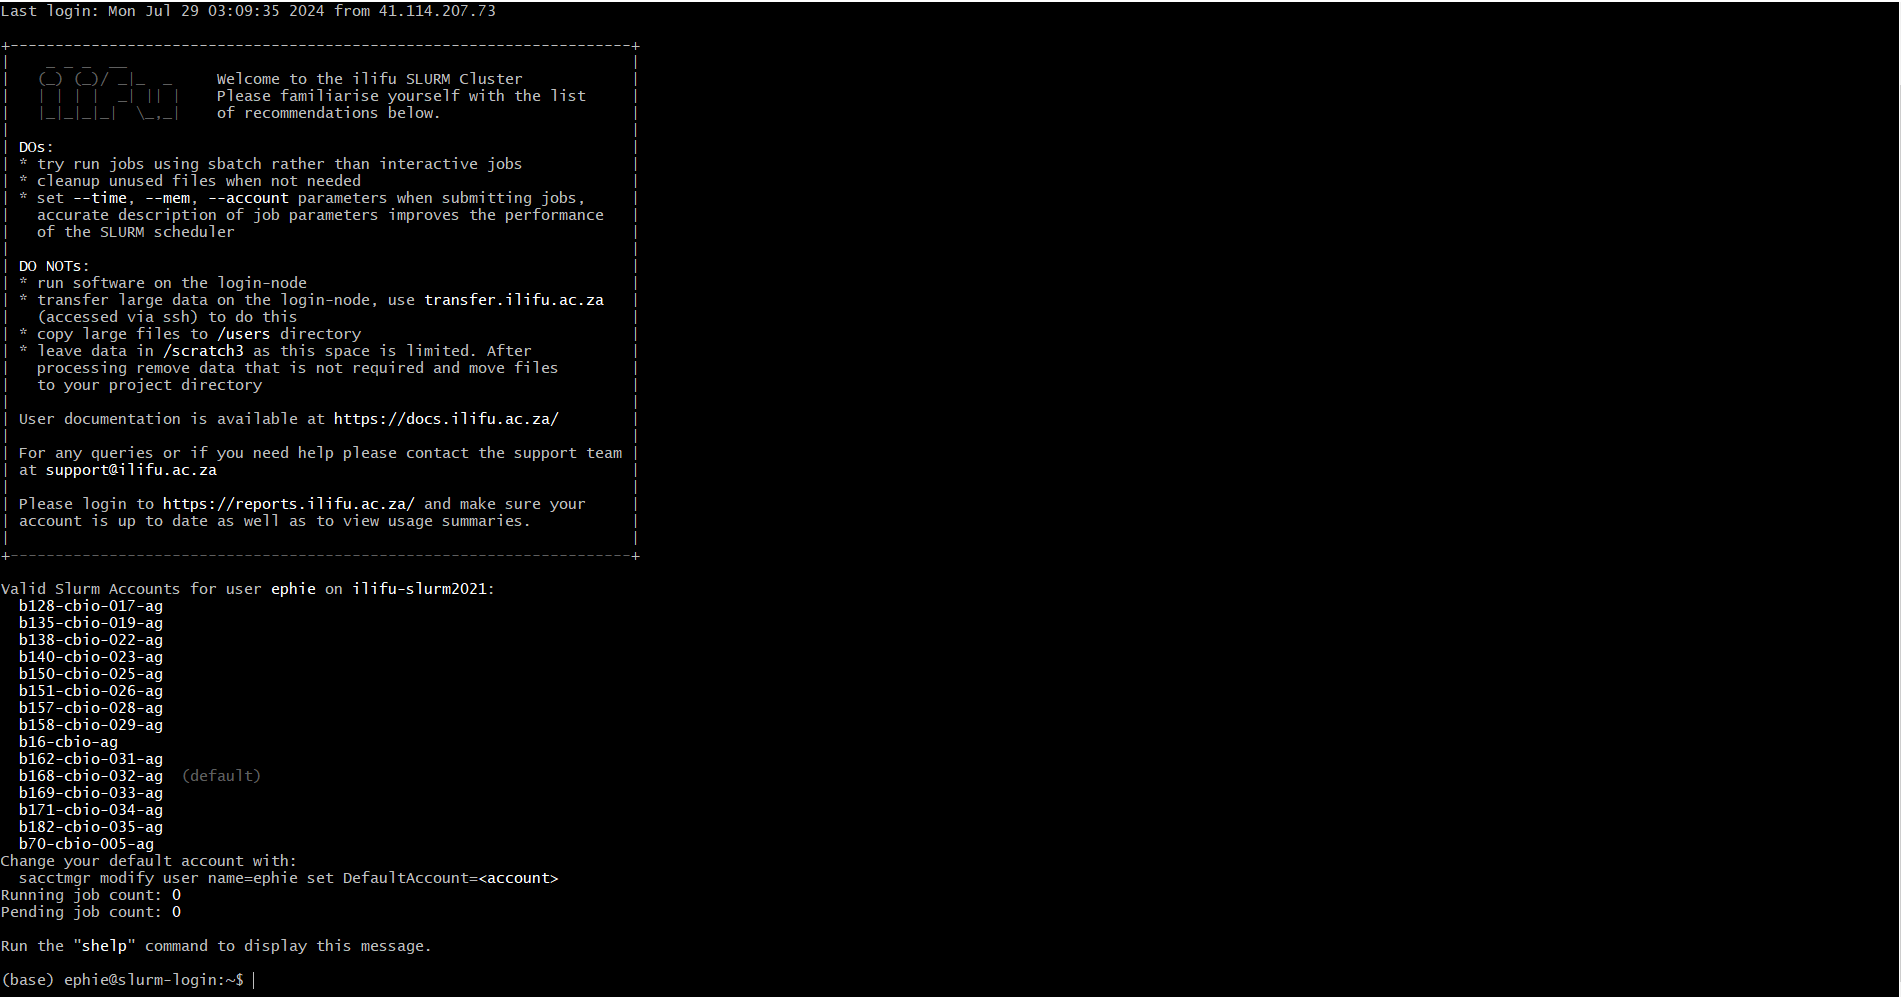 Last login: Mon Jul 29 03:09:35 2024 from 41.114.207.73
Welcome to the ilifu SLURM Cluster
Please familiarise yourself with the list
of recommendations below.
DOs:
* try run jobs using sbatch rather than interactive jobs
* cleanup unused files when not needed
* set --time, --mem, --account parameters when submitting jobs,
accurate description of job parameters improves the performance
of the SLURM scheduler
DO NOTs:
* run software on the login-node
* transfer large data on the login-node, use transfer.ilifu.ac.za
(accessed via ssh) to do this
* copy large files to /users directory
* leave data in /scratch3 as this space is limited. After
processing remove data that is not required and move files
to your project directory
User documentation is available at https://docs.ilifu.ac.za/
For any queries or if you need help please contact the support team
at support@ilifu.ac.za
Please login to https://reports.ilifu.ac.za/ and make sure your
account is up to date as well as to view usage summaries.
Valid Slurm Accounts for user ephie on ilifu-slurm2021:
b128-cbio-017-ag
b135-cbio-019-ag
b138-cbio-022-ag
b140-cbio-023-ag
b150-cbio-025-ag
b151-cbio-026-ag
b157-cbio-028-ag
b158-cbio-029-ag
b16-cbio-ag
b162-cbio-031-ag
b168-cbio-032-ag (default)
b169-cbio-033-ag
b171-cbio-034-ag
b182-cbio-035-ag
b70-cbio-005-ag
Change your default account with:
sacctmgr modify user name=ephie set DefaultAccount=<account>
Running job count: 0
Pending job count: 0
Run the "shelp" command to display this message.
(base) ephie@slurm-login:~$